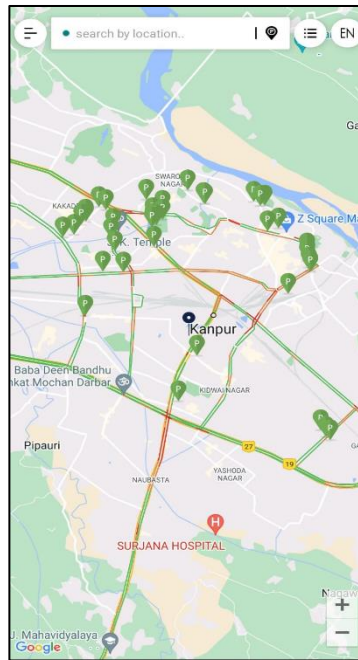 search by location..
EN
Ga
SWARO
NAGAR
KAKAD
Z Square Ma
J.K. Temple
Kanpur
Baba Deen Bandhu
nkat Mochan Darbar
KIDWAI NAGAR
Pipauri
27
19
G
YASHODA
NAGAR
NAUBASTA
H
SURJANA HOSPITAL
Nagaw
+
−
J. Mahavidyalaya
Google